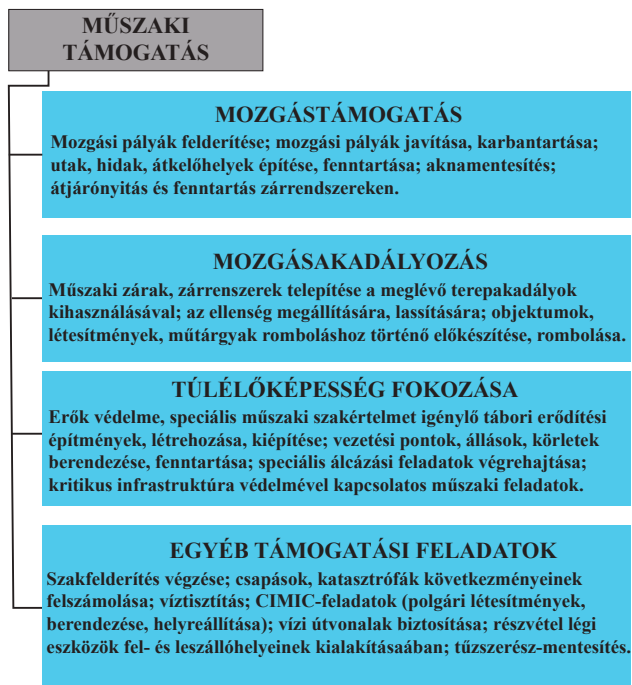 MŰSZAKI
TÁMOGATÁS
MOZGÁSTÁMOGATÁS
Mozgási pályák felderítése; mozgási pályák javítása, karbantartása;
utak, hidak, átkelőhelyek építése, fenntartása; aknamentesítés;
átjárónyitás és fenntartás zárrendszereken.
MOZGÁSAKADÁLYOZÁS
Műszaki zárak, zárrenszerek telepítése a meglévő terepakadályok
kihasználásával; az ellenség megállítására, lassítására; objektumok,
létesítmények, műtárgyak romboláshoz történő előkészítése, rombolása.
TÚLÉLŐKÉPESSÉG FOKOZÁSA
Erők védelme, speciális műszaki szakértelmet igénylő tábori erődítési
építmények, létrehozása, kiépítése; vezetési pontok, állások, körletek
berendezése, fenntartása; speciális álcázási feladatok végrehajtása;
kritikus infrastruktúra védelmével kapcsolatos műszaki feladatok.
EGYÉB TÁMOGATÁSI FELADATOK
Szakfelderítés végzése; csapások, katasztrófák következményeinek
felszámolása; víztisztítás; CIMIC-feladatok (polgári létesítmények,
berendezése, helyreállítása); vízi útvonalak biztosítása; részvétel légi
eszközök fel- és leszállóhelyeinek kialakításaában; tűzszerész-mentesítés.